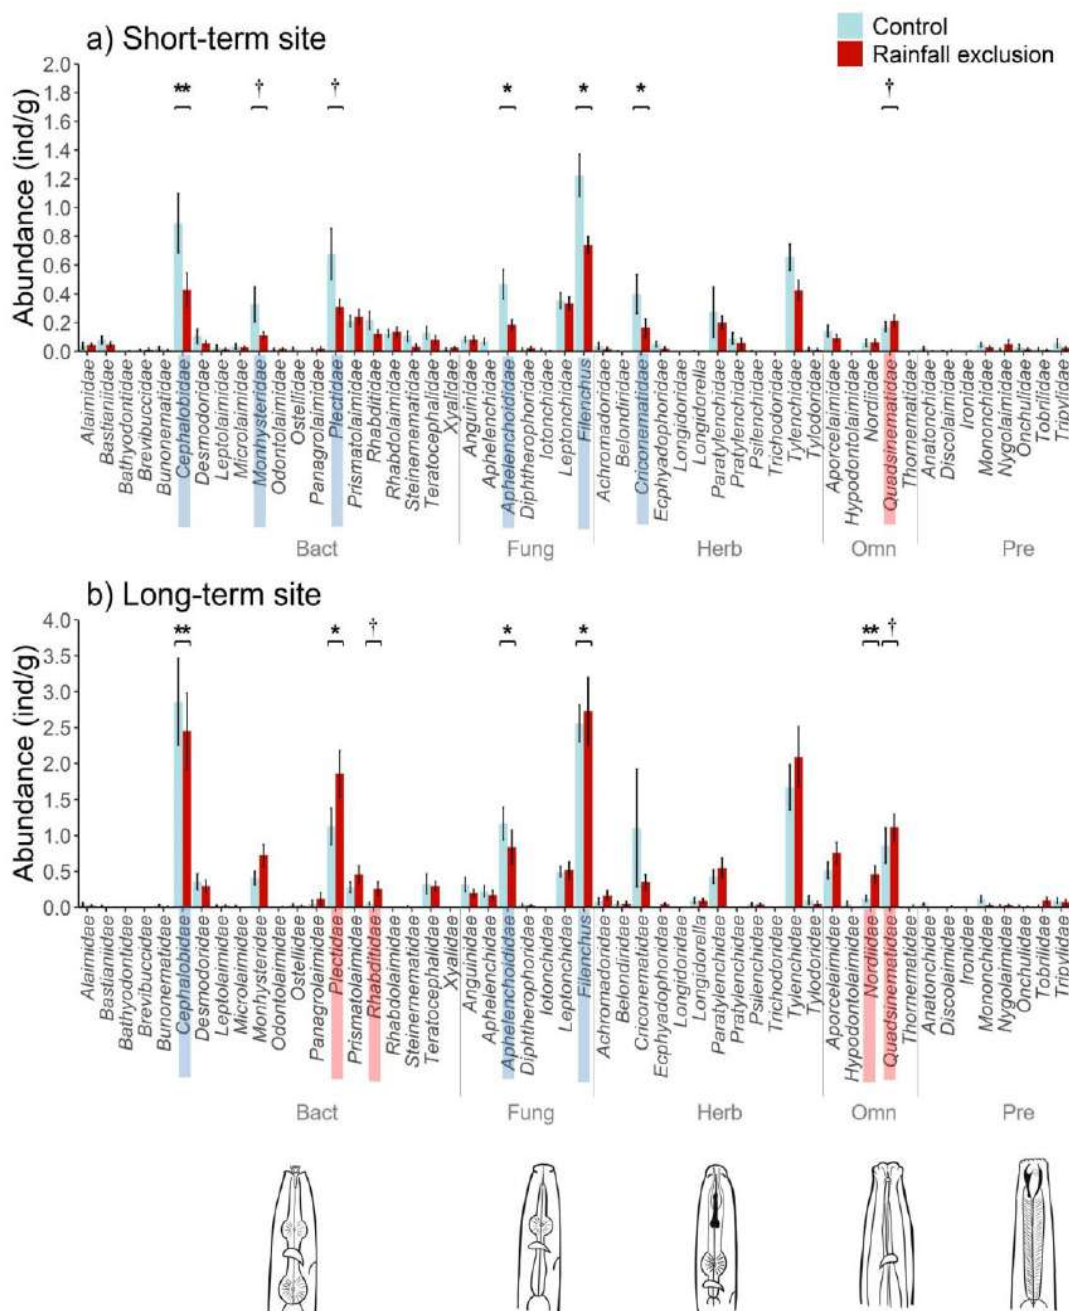 a) Short-term site
Control
Rainfall exclusion
Abundance (ind/g)
2.0
1.8
1.6
1.4
1.2
1.0
0.8
0.6
0.4
0.2
0.0
** † † * * * †
Alaimidae
Bastianiidae
Bathyodontidae
Brevibuccidae
Bunonematidae
Cephalobidae
Desmodoridae
Leptolaimidae
Microlaimidae
Monhysteridae
Odontolaimidae
Ostellidae
Panagrolaimidae
Plectidae
Prismatolaimidae
Rhabditidae
Rhabdolaimidae
Steinernematidae
Teratocephalidae
Xyalidae
Anguinidae
Aphelenchidae
Aphelenchoididae
Diphtherophoridae
Iotonchidae
Leptonchidae
Filenchus
Achromadoridae
Belondiridae
Criconematidae
Ecphyadophoridae
Longidoridae
Longidorella
Paratylenchidae
Pratylenchidae
Psilenchidae
Trichodoridae
Tylenchidae
Tylodoridae
Aporcelaimidae
Hypodontolaimidae
Nordiidae
Quadsinematidae
Thornematidae
Anatonchidae
Discolaimidae
Ironidae
Mononchidae
Nygolaimidae
Onchulidae
Tobrilidae
Tripylidae
Bact Fung Herb Omn Pre
b) Long-term site
Abundance (ind/g)
4.0
3.5
3.0
2.5
2.0
1.5
1.0
0.5
0.0
** * † * * ** †
Alaimidae
Bastianiidae
Bathyodontidae
Brevibuccidae
Bunonematidae
Cephalobidae
Desmodoridae
Leptolaimidae
Microlaimidae
Monhysteridae
Odontolaimidae
Ostellidae
Panagrolaimidae
Plectidae
Prismatolaimidae
Rhabditidae
Rhabdolaimidae
Steinernematidae
Teratocephalidae
Xyalidae
Anguinidae
Aphelenchidae
Aphelenchoididae
Diphtherophoridae
Iotonchidae
Leptonchidae
Filenchus
Achromadoridae
Belondiridae
Criconematidae
Ecphyadophoridae
Longidoridae
Longidorella
Paratylenchidae
Pratylenchidae
Psilenchidae
Trichodoridae
Tylenchidae
Tylodoridae
Aporcelaimidae
Hypodontolaimidae
Nordiidae
Quadsinematidae
Thornematidae
Anatonchidae
Discolaimidae
Ironidae
Mononchidae
Nygolaimidae
Onchulidae
Tobrilidae
Tripylidae
Bact Fung Herb Omn Pre